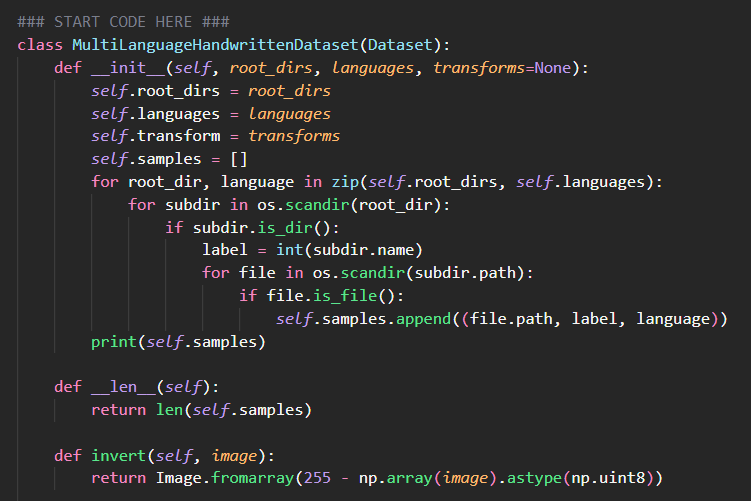 ### START CODE HERE ###
class MultiLanguageHandwrittenDataset(Dataset):
    def __init__(self, root_dirs, languages, transforms=None):
        self.root_dirs = root_dirs
        self.languages = languages
        self.transform = transforms
        self.samples = []
        for root_dir, language in zip(self.root_dirs, self.languages):
            for subdir in os.scandir(root_dir):
                if subdir.is_dir():
                    label = int(subdir.name)
                    for file in os.scandir(subdir.path):
                        if file.is_file():
                            self.samples.append((file.path, label, language))
        print(self.samples)

    def __len__(self):
        return len(self.samples)

    def invert(self, image):
        return Image.fromarray(255 - np.array(image).astype(np.uint8))